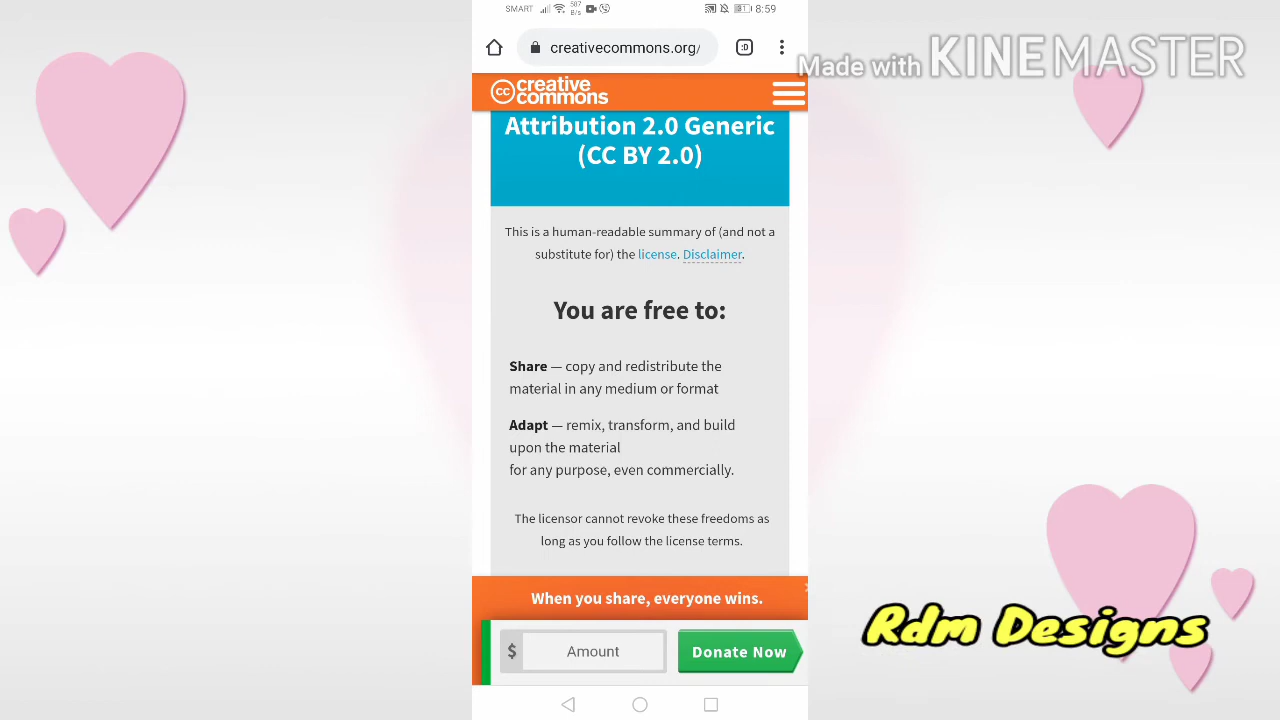 SMART 507 B/s 8:59
creativecommons.org/ :D
Made with KINEMASTER
cc creative commons
Attribution 2.0 Generic
(CC BY 2.0)
This is a human-readable summary of (and not a
substitute for) the license. Disclaimer.
You are free to:
Share — copy and redistribute the
material in any medium or format
Adapt — remix, transform, and build
upon the material
for any purpose, even commercially.
The licensor cannot revoke these freedoms as
long as you follow the license terms.
When you share, everyone wins.
$ Amount Donate Now
Rdm Designs